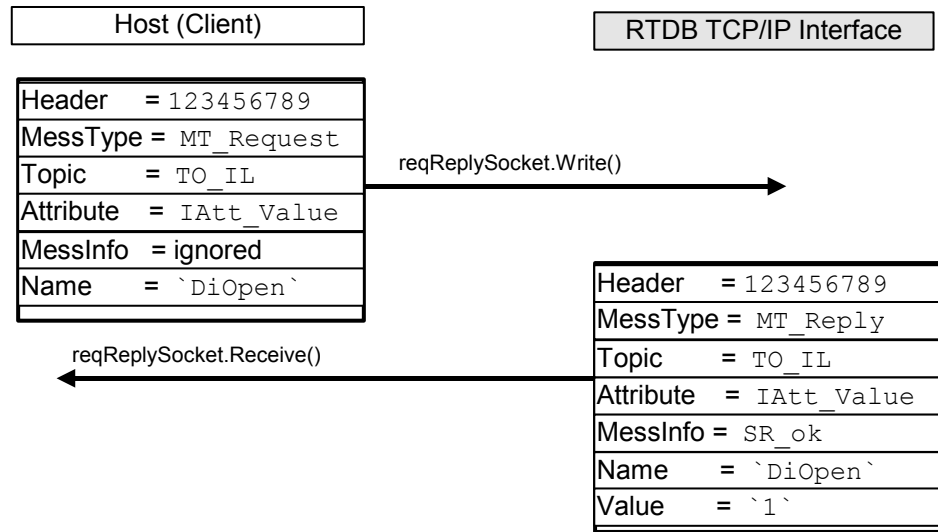 Host (Client)
RTDB TCP/IP Interface
Header = 123456789
MessType = MT_Request
Topic = TO_IL
Attribute = IAtt_Value
MessInfo = ignored
Name = `DiOpen`
reqReplySocket.Write()
Header = 123456789
MessType = MT_Reply
Topic = TO_IL
Attribute = IAtt_Value
MessInfo = SR_ok
Name = `DiOpen`
Value = `1`
reqReplySocket.Receive()